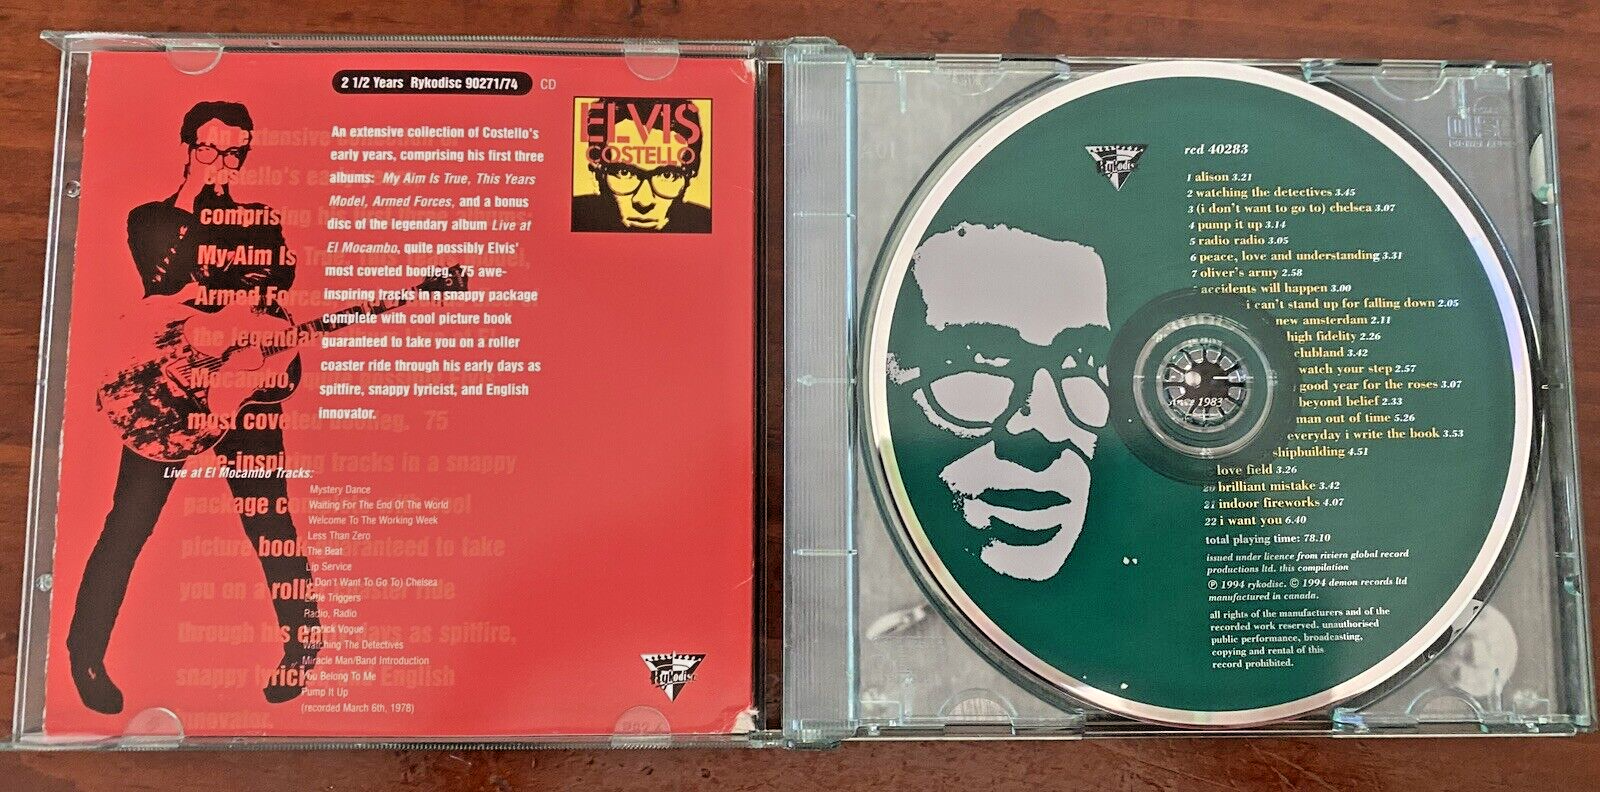 2 1/2 Years Rykodisc 90271/74 CD
ELVIS
COSTELLO
An extensive collection of Costello's
early years, comprising his first three
albums: My Aim Is True, This Years
Model, Armed Forces, and a bonus
disc of the legendary album Live at
El Mocambo, quite possibly Elvis'
most coveted bootleg. 75 awe-
inspiring tracks in a snappy package
complete with cool picture book
guaranteed to take you on a roller
coaster ride through his early days as
spitfire, snappy lyricist, and English
innovator.
Live at El Mocambo Tracks:
Mystery Dance
Waiting For The End Of The World
Welcome To The Working Week
Less Than Zero
The Beat
Lip Service
(I Don't Want To Go To) Chelsea
Little Triggers
Radio, Radio
Lipstick Vogue
Watching The Detectives
Miracle Man/Band Introduction
You Belong To Me
Pump It Up
(recorded March 6th, 1978)
Rykodisc
Rykodisc
rcd 40283
1 alison 3.21
2 watching the detectives 3.45
3 (i don't want to go to) chelsea 3.07
4 pump it up 3.14
5 radio radio 3.05
6 peace, love and understanding 3.31
7 oliver's army 2.58
accidents will happen 3.00
i can't stand up for falling down 2.05
new amsterdam 2.11
high fidelity 2.26
clubland 3.42
watch your step 2.57
good year for the roses 3.07
beyond belief 2.33
man out of time 5.26
everyday i write the book 3.53
shipbuilding 4.51
love field 3.26
20 brilliant mistake 3.42
21 indoor fireworks 4.07
22 i want you 6.40
total playing time: 78.10
since 1983
issued under licence from riviera global record
productions ltd. this compilation
℗ 1994 rykodisc. © 1994 demon records ltd
manufactured in canada.
all rights of the manufacturers and of the
recorded work reserved. unauthorised
public performance, broadcasting,
copying and rental of this
record prohibited.